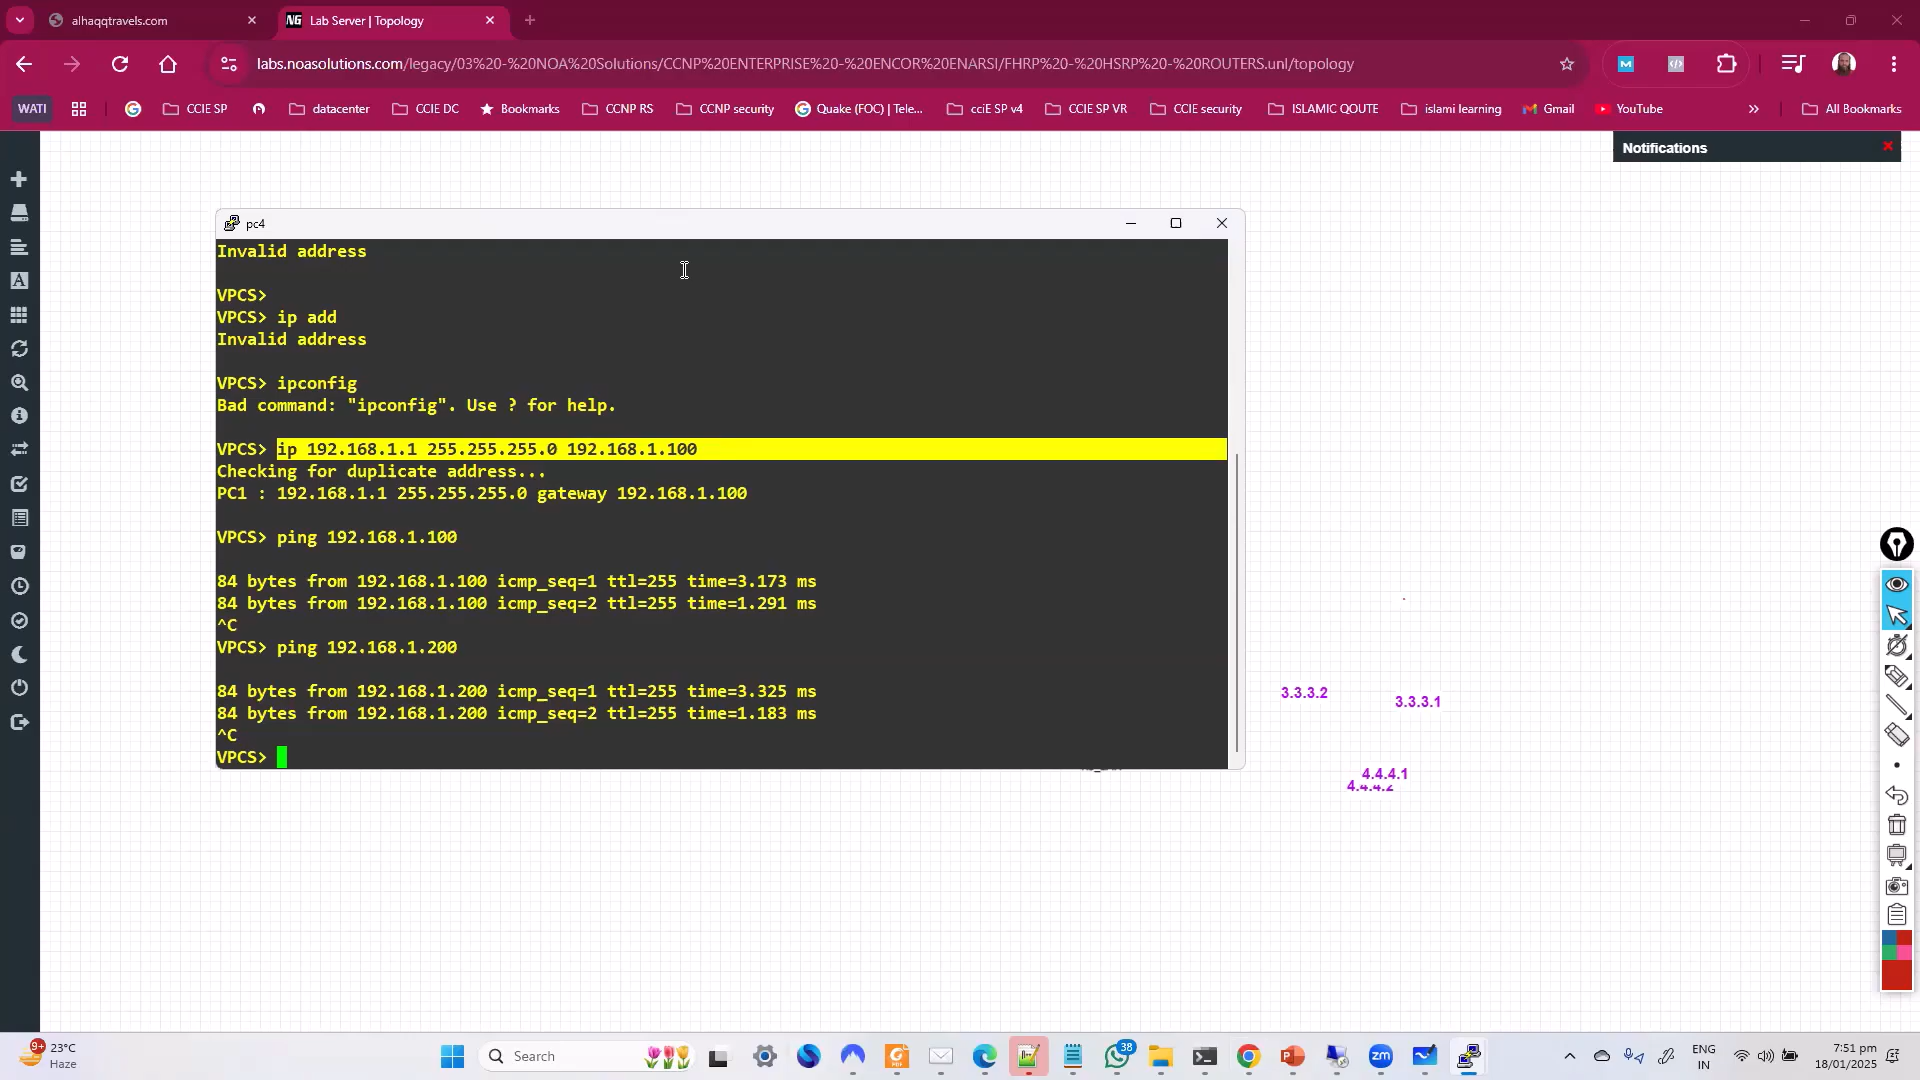 alhaqqtravels.com
NG Lab Server | Topology
labs.noasolutions.com/legacy/03%20-%20NOA%20Solutions/CCNP%20ENTERPRISE%20-%20ENCOR%20ENARSI/FHRP%20-%20HSRP%20-%20ROUTERS.unl/topology
WATI
CCIE SP
datacenter
CCIE DC
Bookmarks
CCNP RS
CCNP security
Quake (FOC) | Tele...
cciE SP v4
CCIE SP VR
CCIE security
ISLAMIC QOUTE
islami learning
Gmail
YouTube
»
All Bookmarks
Notifications
pc4
Invalid address
VPCS>
VPCS> ip add
Invalid address
VPCS> ipconfig
Bad command: "ipconfig". Use ? for help.
VPCS> ip 192.168.1.1 255.255.255.0 192.168.1.100
Checking for duplicate address...
PC1 : 192.168.1.1 255.255.255.0 gateway 192.168.1.100
VPCS> ping 192.168.1.100
84 bytes from 192.168.1.100 icmp_seq=1 ttl=255 time=3.173 ms
84 bytes from 192.168.1.100 icmp_seq=2 ttl=255 time=1.291 ms
^C
VPCS> ping 192.168.1.200
84 bytes from 192.168.1.200 icmp_seq=1 ttl=255 time=3.325 ms
84 bytes from 192.168.1.200 icmp_seq=2 ttl=255 time=1.183 ms
^C
VPCS>
3.3.3.2
3.3.3.1
4.4.4.1
4.4.4.2
9+
23°C
Haze
Search
38
zm
ENG
IN
7:51 pm
18/01/2025